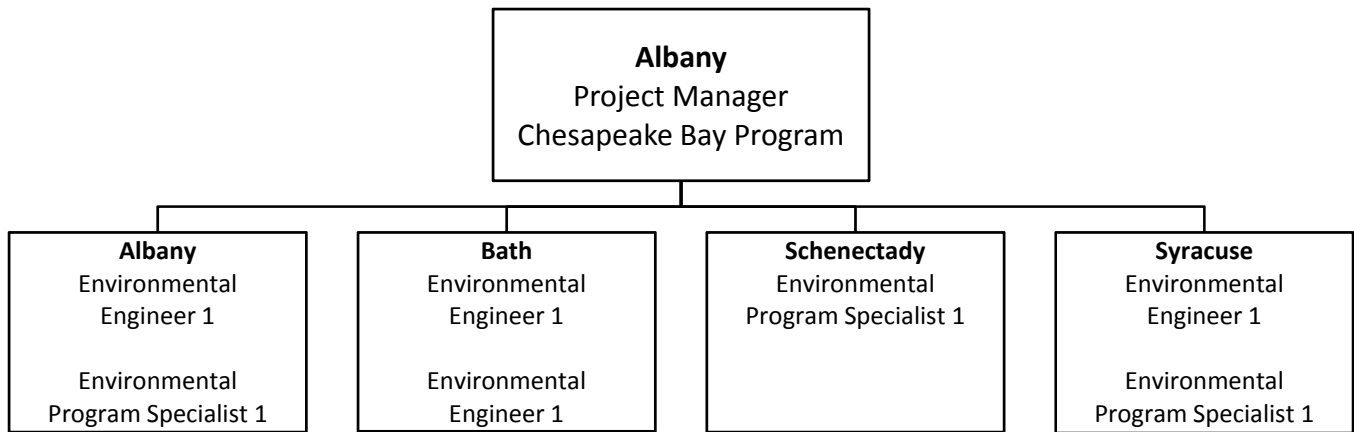 Albany
Project Manager
Chesapeake Bay Program
Albany
Environmental
Engineer 1
Environmental
Program Specialist 1
Bath
Environmental
Engineer 1
Environmental
Engineer 1
Schenectady
Environmental
Program Specialist 1
Syracuse
Environmental
Engineer 1
Environmental
Program Specialist 1